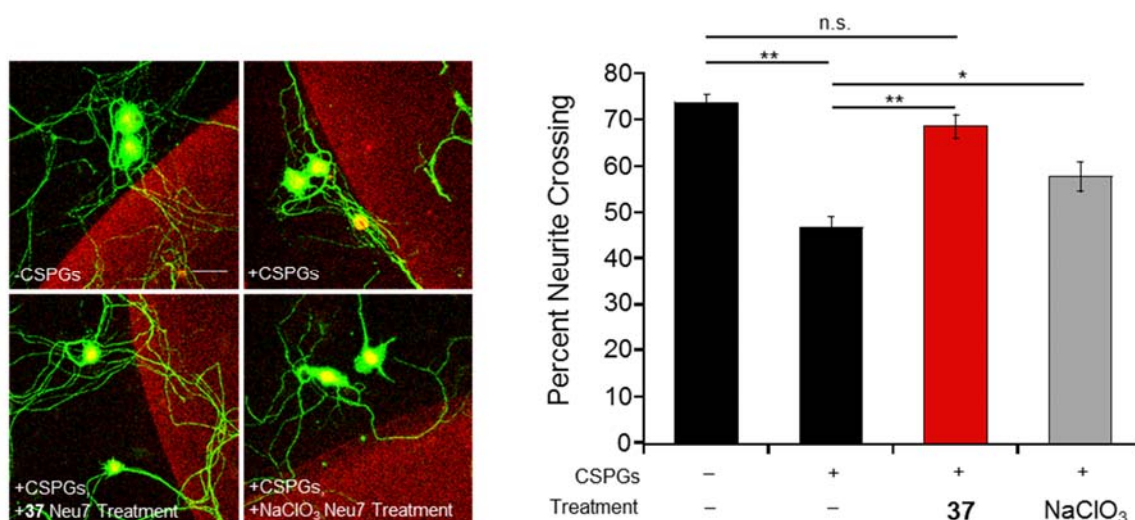 -CSPGs
+CSPGs
+CSPGs,
+37 Neu7 Treatment
+CSPGs,
+NaClO₃ Neu7 Treatment
n.s.
**
*
**
Percent Neurite Crossing
80
70
60
50
40
30
20
10
0
CSPGs – + + +
Treatment – – 37 NaClO₃